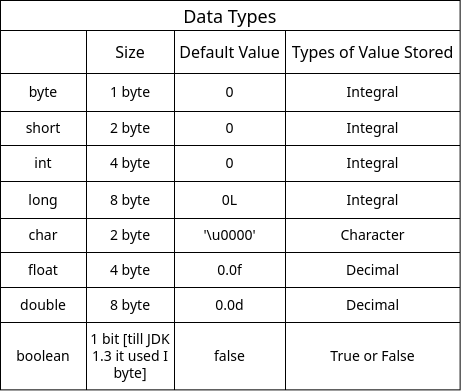 Data Types
Size Default Value Types of Value Stored
byte 1 byte 0 Integral
short 2 byte 0 Integral
int 4 byte 0 Integral
long 8 byte 0L Integral
char 2 byte '\u0000' Character
float 4 byte 0.0f Decimal
double 8 byte 0.0d Decimal
boolean 1 bit [till JDK
1.3 it used I
byte] false True or False